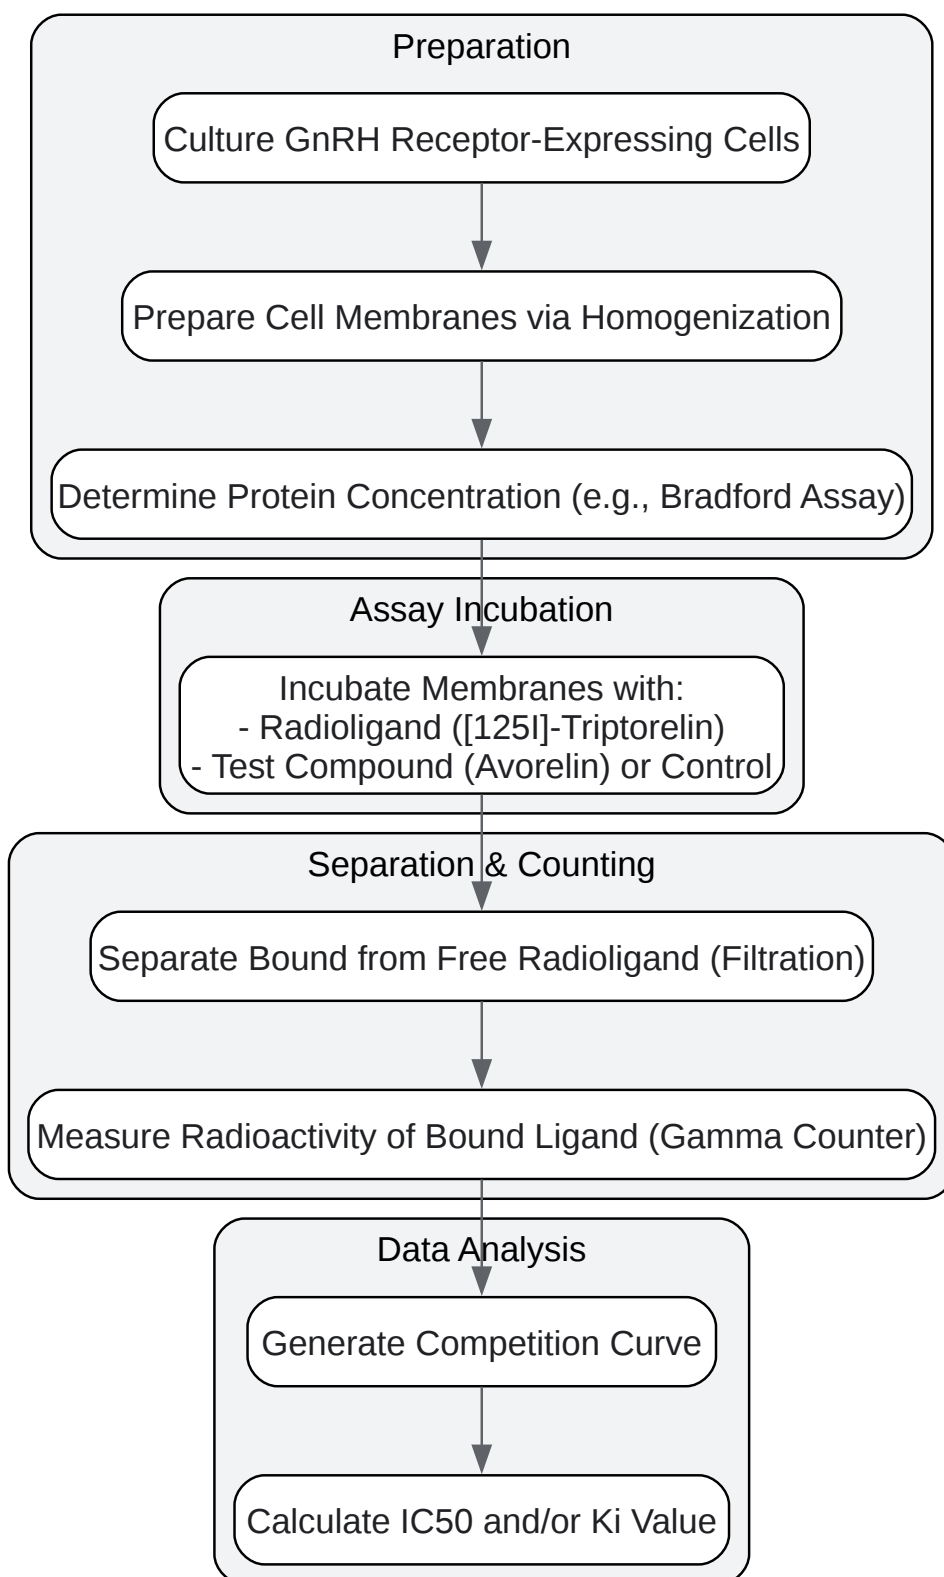 Preparation
Culture GnRH Receptor-Expressing Cells
Prepare Cell Membranes via Homogenization
Determine Protein Concentration (e.g., Bradford Assay)
Assay Incubation
Incubate Membranes with:
- Radioligand ([125I]-Triptorelin)
- Test Compound (Avorelin) or Control
Separation & Counting
Separate Bound from Free Radioligand (Filtration)
Measure Radioactivity of Bound Ligand (Gamma Counter)
Data Analysis
Generate Competition Curve
Calculate IC50 and/or Ki Value